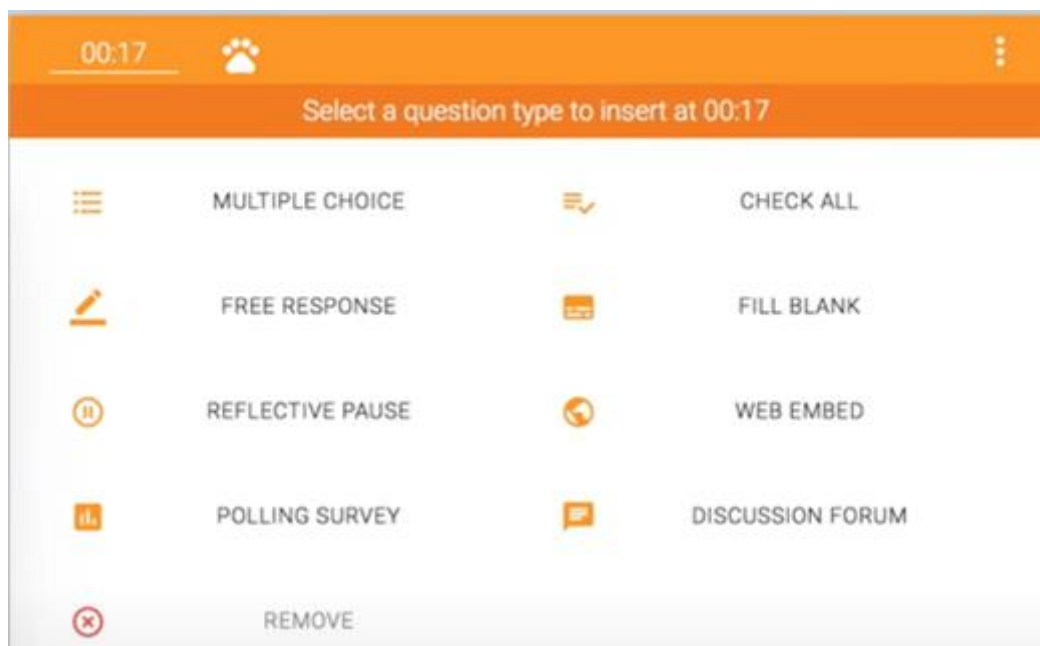 00:17
Select a question type to insert at 00:17
MULTIPLE CHOICE
CHECK ALL
FREE RESPONSE
FILL BLANK
REFLECTIVE PAUSE
WEB EMBED
POLLING SURVEY
DISCUSSION FORUM
REMOVE